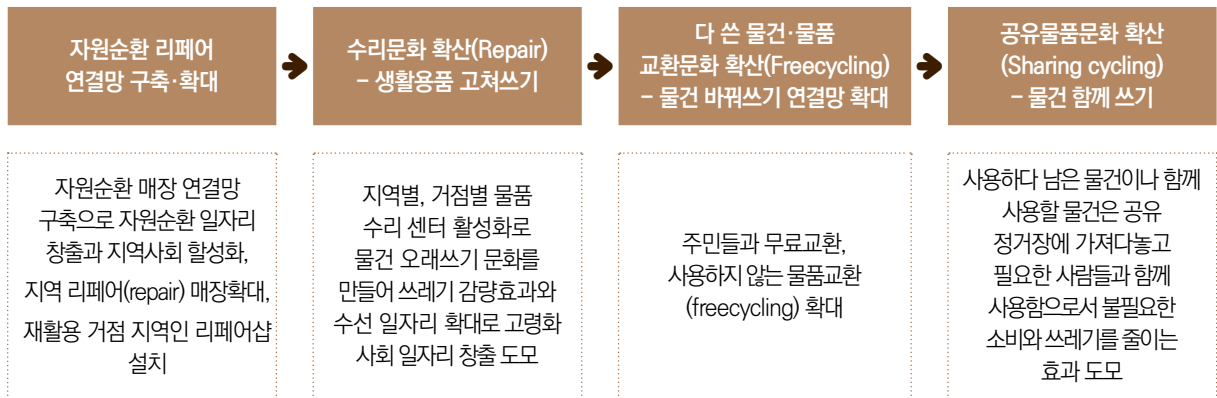 자원순환 리페어
연결망 구축·확대
수리문화 확산(Repair)
– 생활용품 고쳐쓰기
다 쓴 물건·물품
교환문화 확산(Freecycling)
– 물건 바꿔쓰기 연결망 확대
공유물품문화 확산
(Sharing cycling)
– 물건 함께 쓰기
자원순환 매장 연결망
구축으로 자원순환 일자리
창출과 지역사회 할성화,
지역 리페어(repair) 매장확대,
재활용 거점 지역인 리페어샵
설치
지역별, 거점별 물품
수리 센터 활성화로
물건 오래쓰기 문화를
만들어 쓰레기 감량효과와
수선 일자리 확대로 고령화
사회 일자리 창출 도모
주민들과 무료교환,
사용하지 않는 물품교환
(freecycling) 확대
사용하다 남은 물건이나 함께
사용할 물건은 공유
정거장에 가져다놓고
필요한 사람들과 함께
사용함으로서 불필요한
소비와 쓰레기를 줄이는
효과 도모